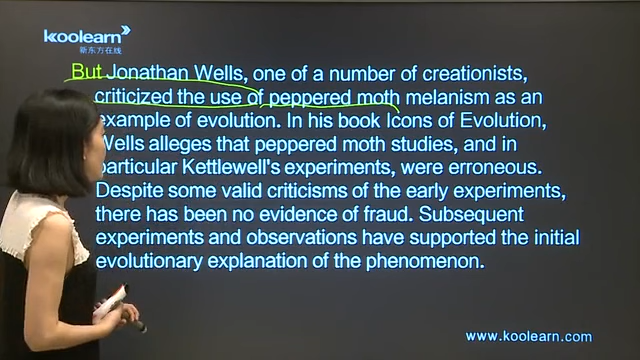 koolearn
新东方在线
But Jonathan Wells, one of a number of creationists,
criticized the use of peppered moth melanism as an
example of evolution. In his book Icons of Evolution,
Wells alleges that peppered moth studies, and in
particular Kettlewell's experiments, were erroneous.
Despite some valid criticisms of the early experiments,
there has been no evidence of fraud. Subsequent
experiments and observations have supported the initial
evolutionary explanation of the phenomenon.
www.koolearn.com